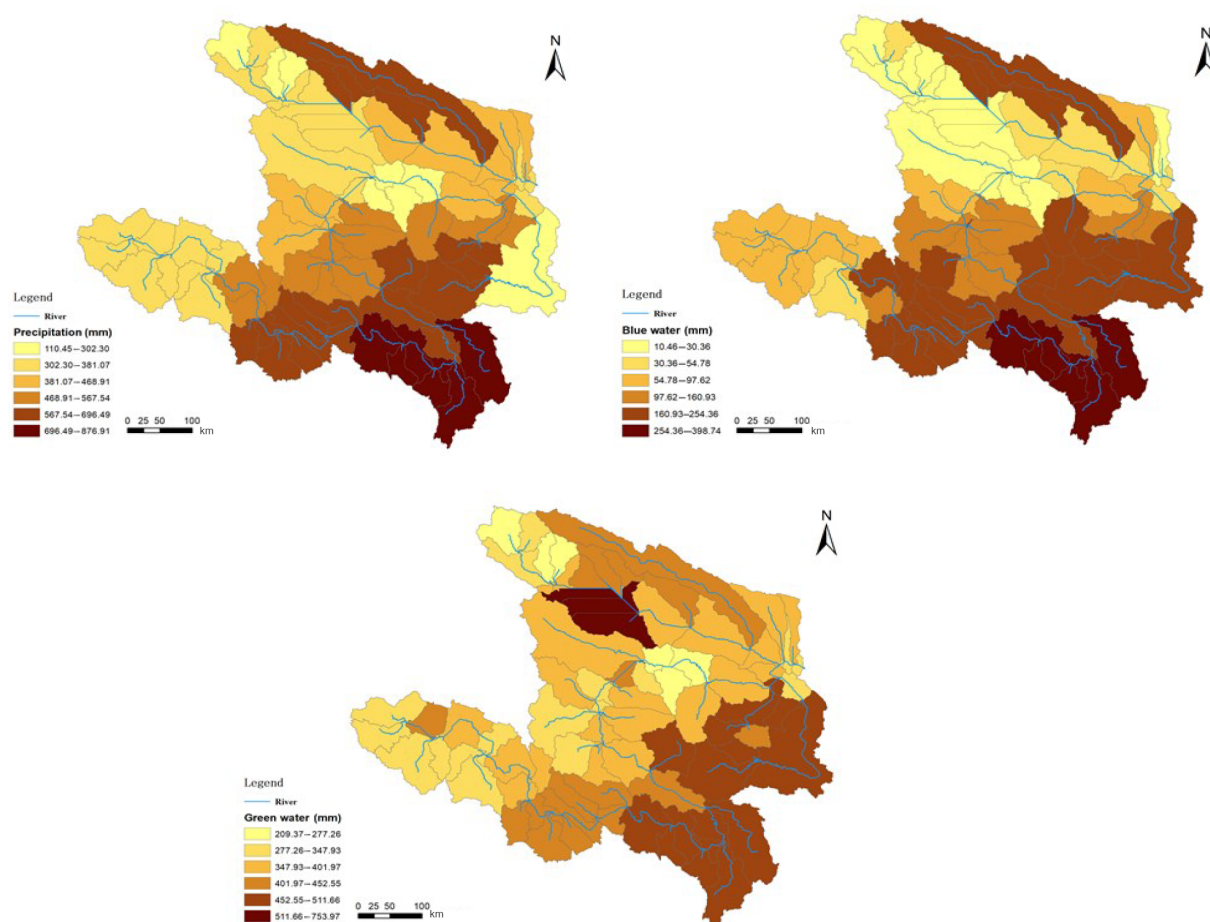 N
Legend
River
Precipitation (mm)
110.45—302.30
302.30—381.07
381.07—468.91
468.91—567.54
567.54—696.49
696.49—876.91
0 25 50 100
km
N
Legend
River
Blue water (mm)
10.46—30.36
30.36—54.78
54.78—97.62
97.62—160.93
160.93—254.36
254.36—398.74
0 25 50 100
km
N
Legend
River
Green water (mm)
209.37—277.26
277.26—347.93
347.93—401.97
401.97—452.55
452.55—511.66
511.66—753.97
0 25 50 100
km